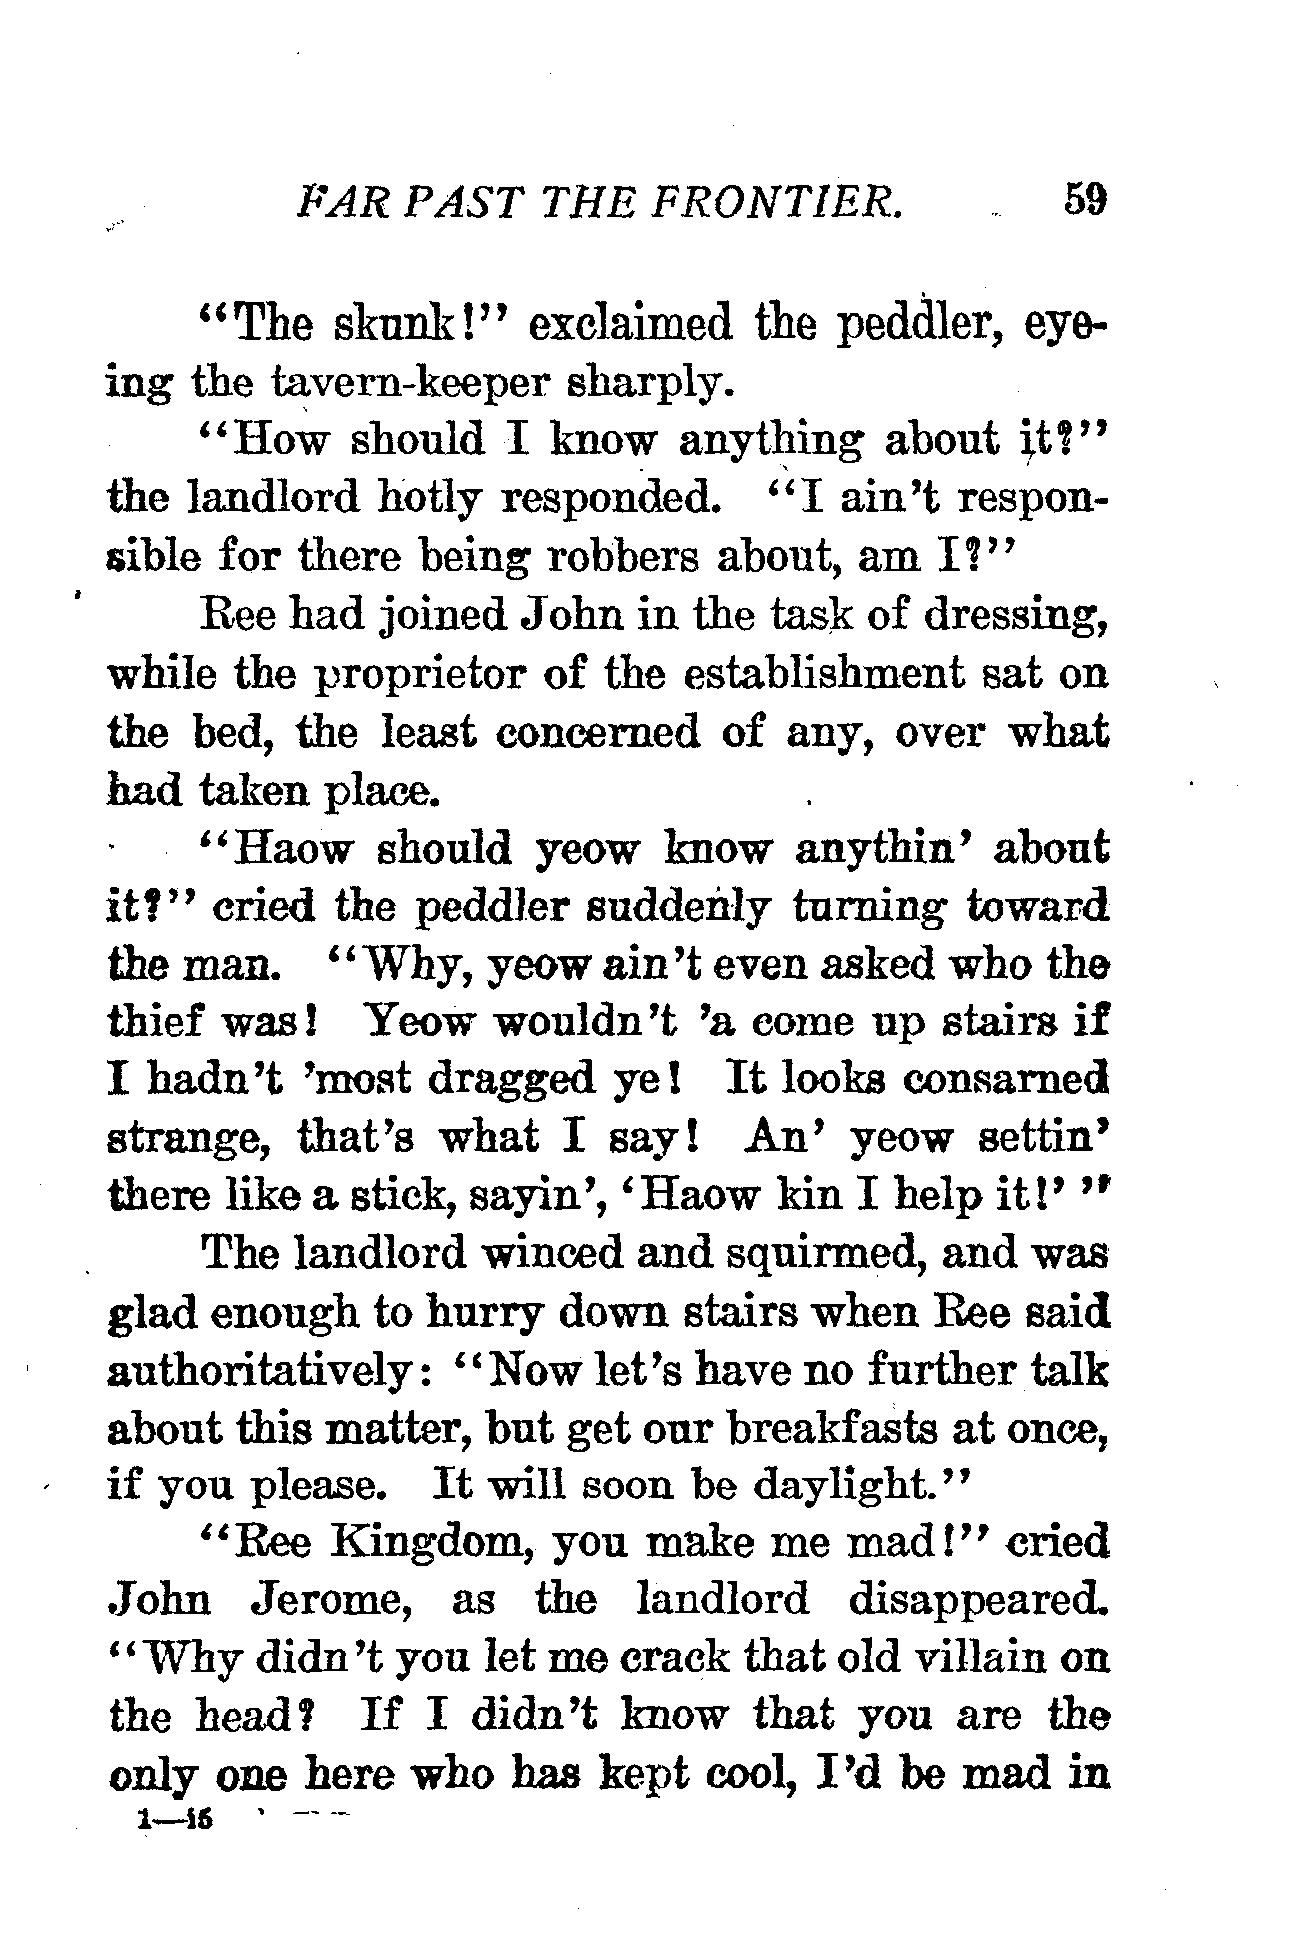 FAR PAST THE FRONTIER. 59
"The skunk!" exclaimed the peddler, eye-
ing the tavern-keeper sharply.
"How should I know anything about it?"
the landlord hotly responded. "I ain't respon-
sible for there being robbers about, am I?"
Ree had joined John in the task of dressing,
while the proprietor of the establishment sat on
the bed, the least concerned of any, over what
had taken place.
"Haow should yeow know anythin' about
it?" cried the peddler suddenly turning toward
the man. "Why, yeow ain't even asked who the
thief was! Yeow wouldn't 'a come up stairs if
I hadn't 'most dragged ye! It looks consarned
strange, that's what I say! An' yeow settin'
there like a stick, sayin', 'Haow kin I help it!' "
The landlord winced and squirmed, and was
glad enough to hurry down stairs when Ree said
authoritatively: "Now let's have no further talk
about this matter, but get our breakfasts at once,
if you please. It will soon be daylight."
"Ree Kingdom, you make me mad!" cried
John Jerome, as the landlord disappeared.
"Why didn't you let me crack that old villain on
the head? If I didn't know that you are the
only one here who has kept cool, I'd be mad in
1—15